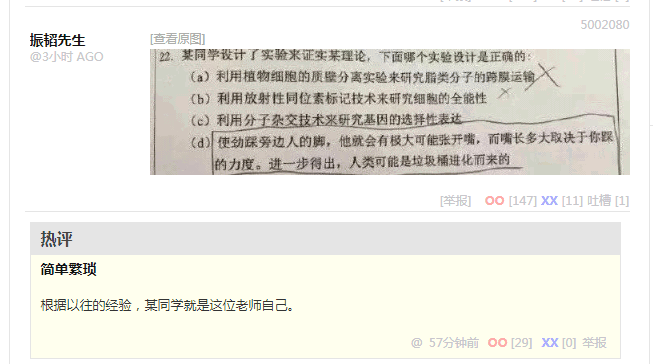 5002080
振韬先生
@3小时 AGO
[查看原图]
22. 某同学设计了实验来证实某理论，下面哪个实验设计是正确的：
(a) 利用植物细胞的质壁分离实验来研究脂类分子的跨膜运输
(b) 利用放射性同位素标记技术来研究细胞的全能性
(c) 利用分子杂交技术来研究基因的选择性表达
(d) 使劲踩旁边人的脚，他就会有极大可能张开嘴，而嘴长多大取决于你踩
的力度。进一步得出，人类可能是垃圾桶进化而来的
[举报] OO [147] XX [11] 吐槽 [1]
热评
简单繁琐
根据以往的经验，某同学就是这位老师自己。
@ 57分钟前 OO [29] XX [0] 举报